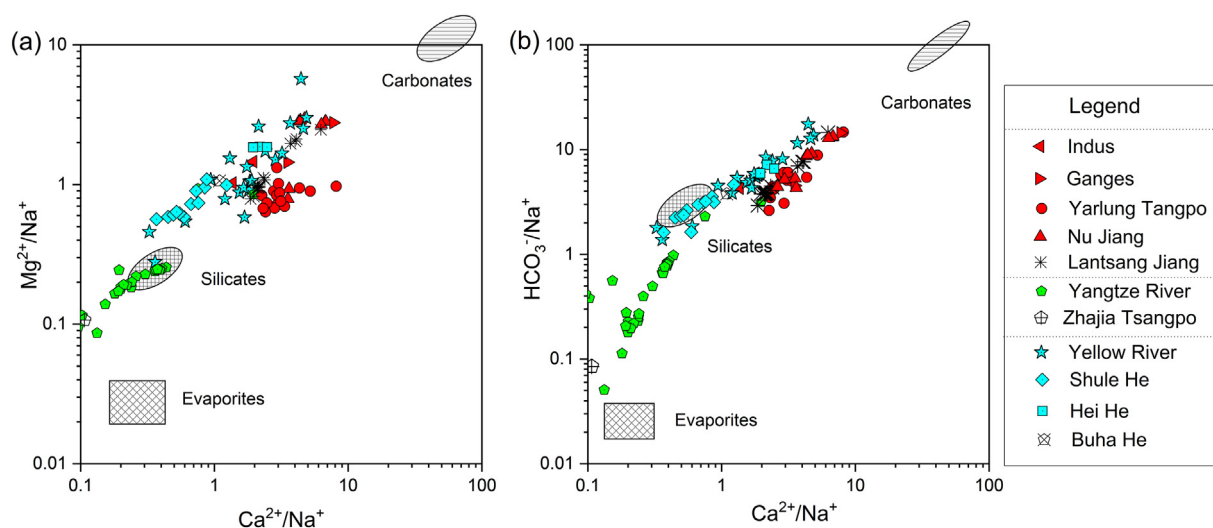 (a)
10
1
0.1
0.01
Mg²⁺/Na⁺
Carbonates
Silicates
Evaporites
0.1
1
10
100
Ca²⁺/Na⁺
(b)
100
10
1
0.1
0.01
HCO₃⁻/Na⁺
Carbonates
Silicates
Evaporites
0.1
1
10
100
Ca²⁺/Na⁺
Legend
Indus
Ganges
Yarlung Tangpo
Nu Jiang
Lantsang Jiang
Yangtze River
Zhajia Tsangpo
Yellow River
Shule He
Hei He
Buha He